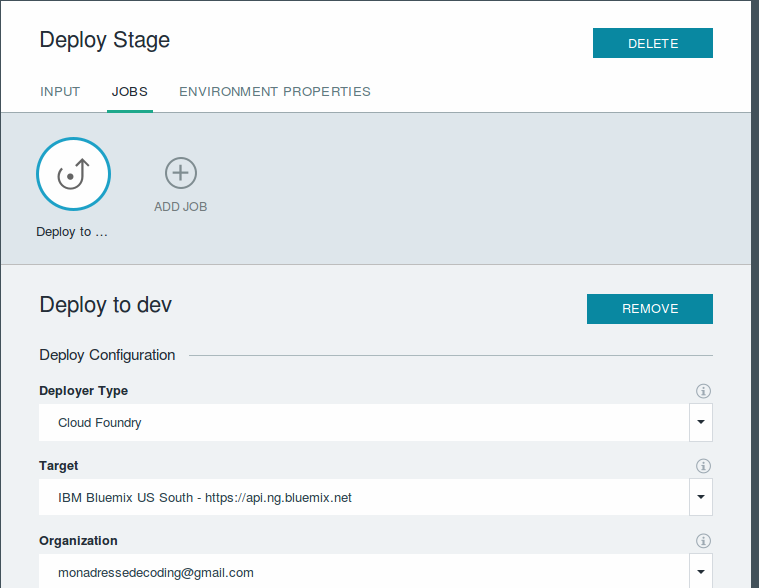 Deploy Stage
DELETE
INPUT JOBS ENVIRONMENT PROPERTIES
ADD JOB
Deploy to ...
Deploy to dev
REMOVE
Deploy Configuration
Deployer Type
Cloud Foundry
Target
IBM Bluemix US South - https://api.ng.bluemix.net
Organization
monadressedecoding@gmail.com